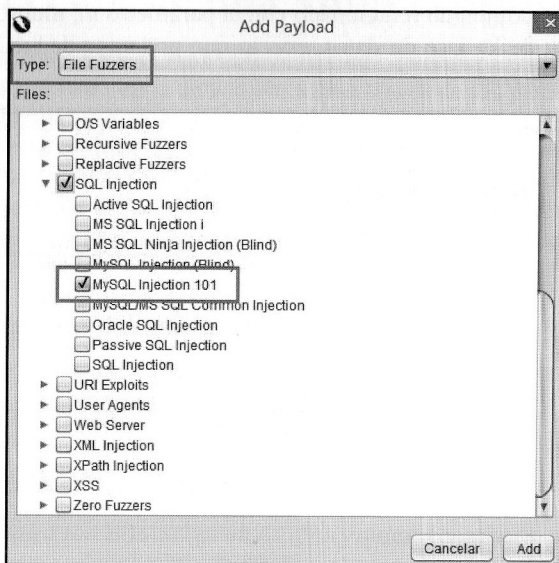 Add Payload
Type: File Fuzzers
Files:
O/S Variables
Recursive Fuzzers
Replacive Fuzzers
SQL Injection
Active SQL Injection
MS SQL Injection i
MS SQL Ninja Injection (Blind)
MySQL Injection (Blind)
MySQL Injection 101
MySQL/MS SQL Common Injection
Oracle SQL Injection
Passive SQL Injection
SQL Injection
URI Exploits
User Agents
Web Server
XML Injection
XPath Injection
XSS
Zero Fuzzers
Cancelar Add